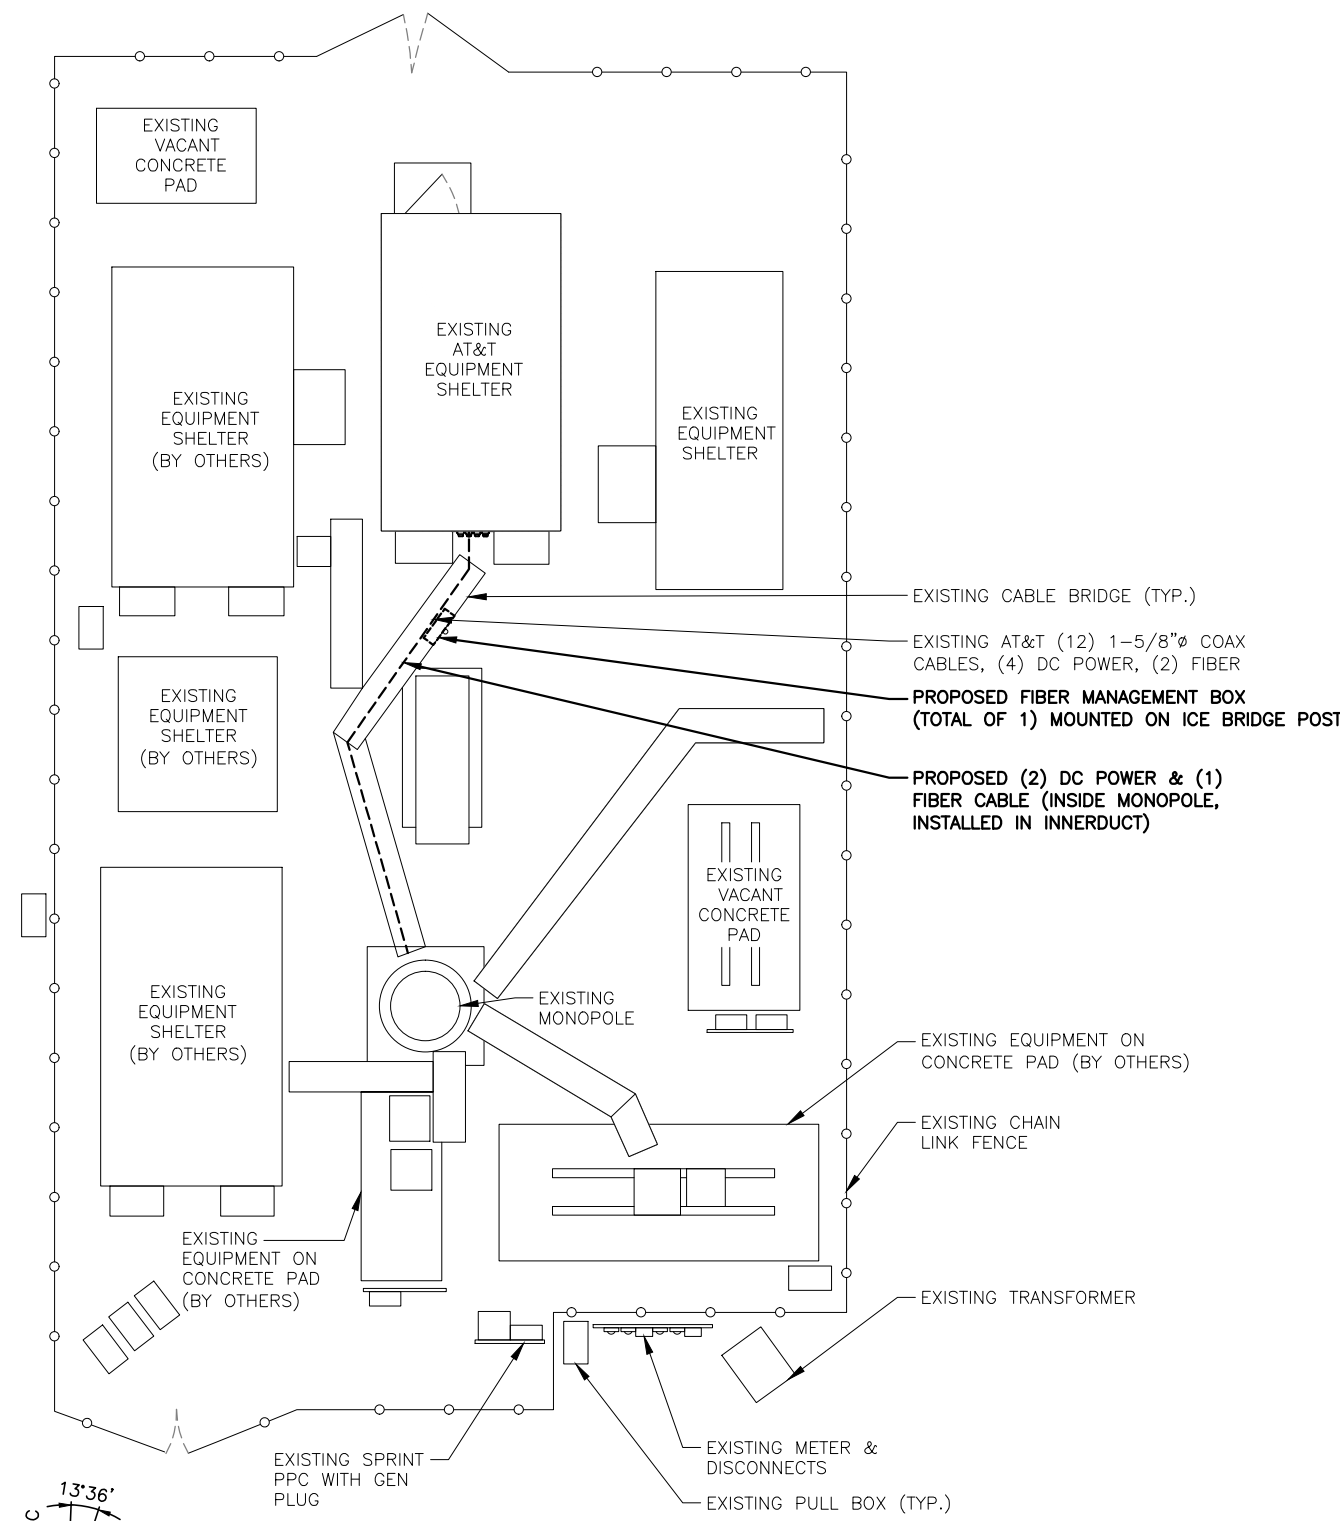 EXISTING
VACANT
CONCRETE
PAD
EXISTING
AT&T
EQUIPMENT
SHELTER
EXISTING
EQUIPMENT
SHELTER
(BY OTHERS)
EXISTING
EQUIPMENT
SHELTER
EXISTING CABLE BRIDGE (TYP.)
EXISTING AT&T (12) 1-5/8"ø COAX
CABLES, (4) DC POWER, (2) FIBER
PROPOSED FIBER MANAGEMENT BOX
(TOTAL OF 1) MOUNTED ON ICE BRIDGE POST
EXISTING
EQUIPMENT
SHELTER
(BY OTHERS)
PROPOSED (2) DC POWER & (1)
FIBER CABLE (INSIDE MONOPOLE,
INSTALLED IN INNERDUCT)
EXISTING
VACANT
CONCRETE
PAD
EXISTING
EQUIPMENT
SHELTER
(BY OTHERS)
EXISTING
MONOPOLE
EXISTING EQUIPMENT ON
CONCRETE PAD (BY OTHERS)
EXISTING CHAIN
LINK FENCE
EXISTING
EQUIPMENT ON
CONCRETE PAD
(BY OTHERS)
EXISTING TRANSFORMER
EXISTING SPRINT
PPC WITH GEN
PLUG
EXISTING METER &
DISCONNECTS
EXISTING PULL BOX (TYP.)
13°36'
C